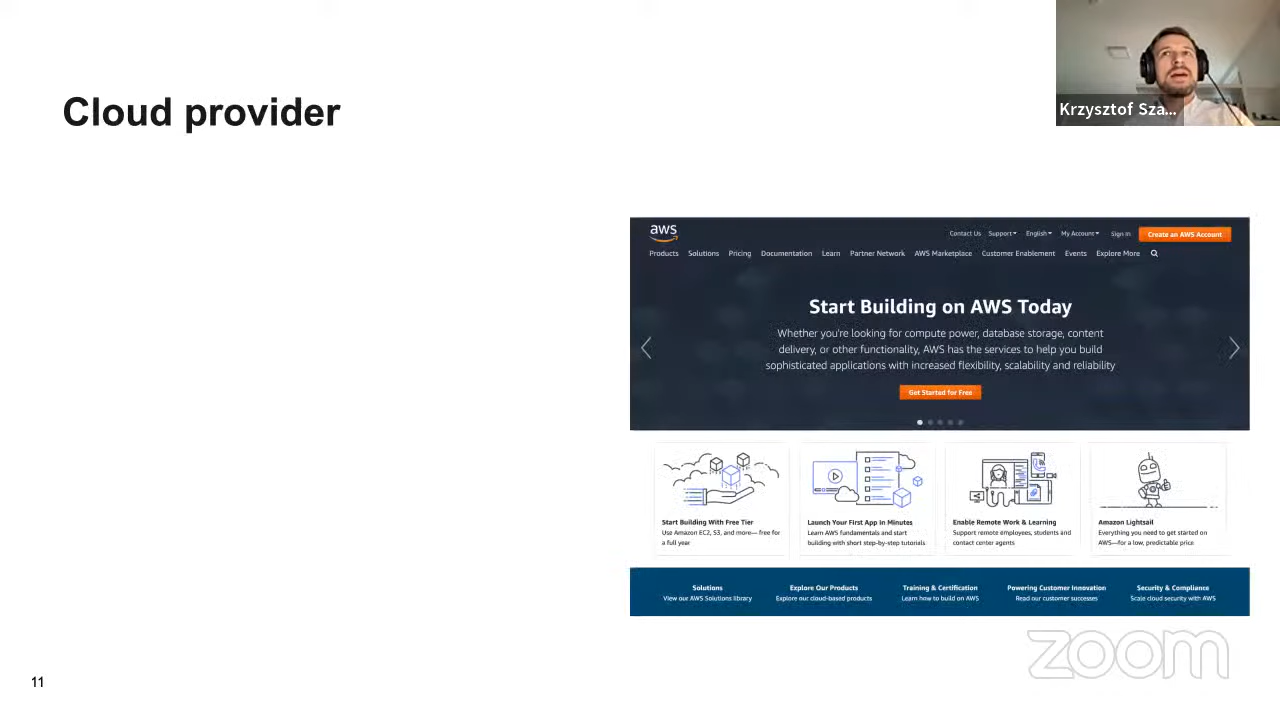 Cloud provider
Krzysztof Sza...
aws
Contact Us Support English My Account Sign In Create an AWS Account
Products Solutions Pricing Documentation Learn Partner Network AWS Marketplace Customer Enablement Events Explore More
Start Building on AWS Today
Whether you're looking for compute power, database storage, content
delivery, or other functionality, AWS has the services to help you build
sophisticated applications with increased flexibility, scalability and reliability
Get Started for Free
Start Building With Free Tier
Use Amazon EC2, S3, and more— free for
a full year
Launch Your First App in Minutes
Learn AWS fundamentals and start
building with short step-by-step tutorials
Enable Remote Work & Learning
Support remote employees, students and
contact center agents
Amazon Lightsail
Everything you need to get started on
AWS—for a low, predictable price
Solutions
View our AWS Solutions library
Explore Our Products
Explore our cloud-based products
Training & Certification
Learn how to build on AWS
Powering Customer Innovation
Read our customer successes
Security & Compliance
Scale cloud security with AWS
zoom
11